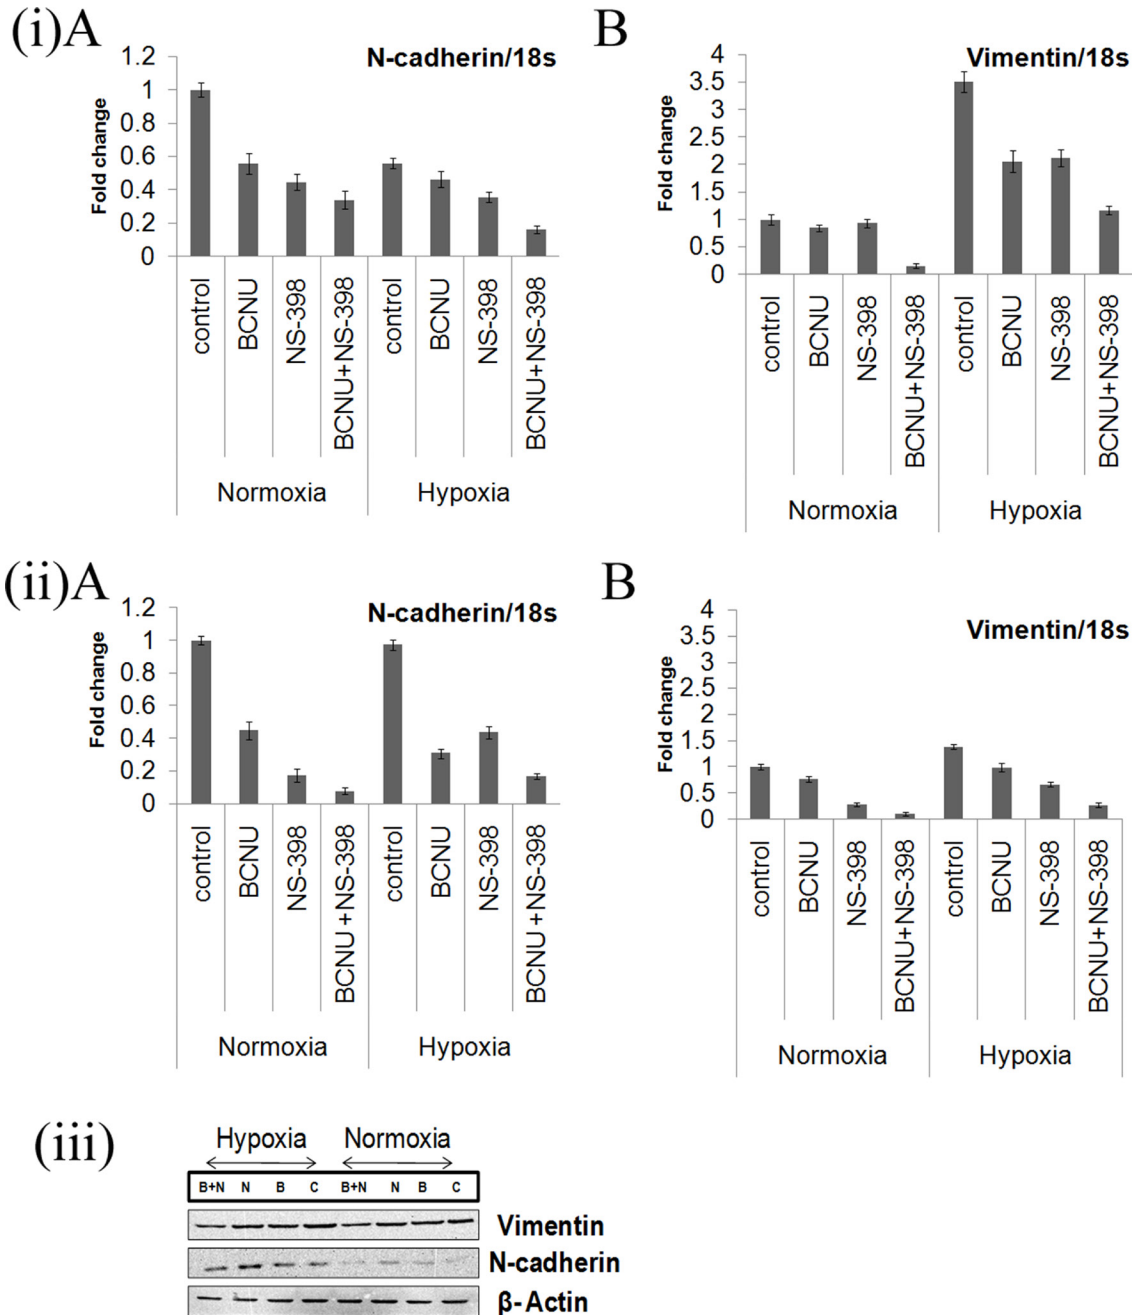 (i)A
N-cadherin/18s
Fold change
1.2
1
0.8
0.6
0.4
0.2
0
control
BCNU
NS-398
BCNU+NS-398
control
BCNU
NS-398
BCNU+NS-398
Normoxia
Hypoxia
B
Vimentin/18s
Fold change
4
3.5
3
2.5
2
1.5
1
0.5
0
control
BCNU
NS-398
BCNU+NS-398
control
BCNU
NS-398
BCNU+NS-398
Normoxia
Hypoxia
(ii)A
N-cadherin/18s
Fold change
1.2
1
0.8
0.6
0.4
0.2
0
control
BCNU
NS-398
BCNU+NS-398
control
BCNU
NS-398
BCNU+NS-398
Normoxia
Hypoxia
B
Vimentin/18s
Fold change
4
3.5
3
2.5
2
1.5
1
0.5
0
control
BCNU
NS-398
BCNU+NS-398
control
BCNU
NS-398
BCNU+NS-398
Normoxia
Hypoxia
(iii)
Hypoxia Normoxia
B+N N B C B+N N B C
Vimentin
N-cadherin
β-Actin